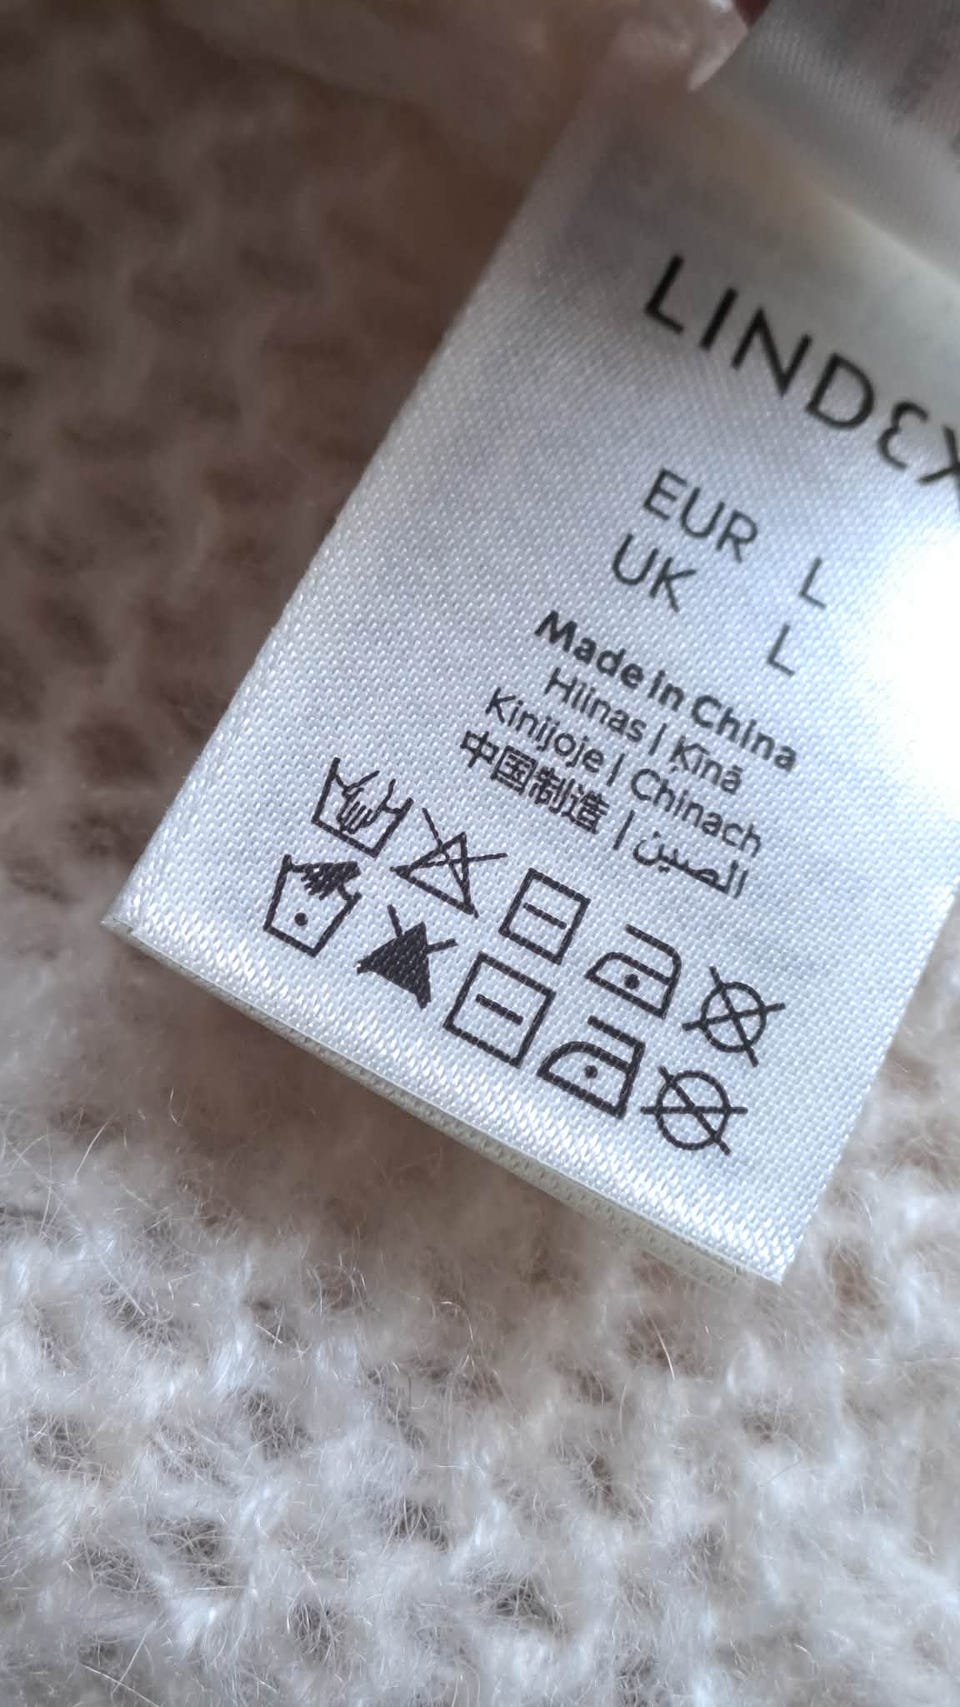 LINDEX
EUR L
UK L
Made in China
Hiinas | Ķīnā
Kinijoje | Chinach
中国制造 | الصين